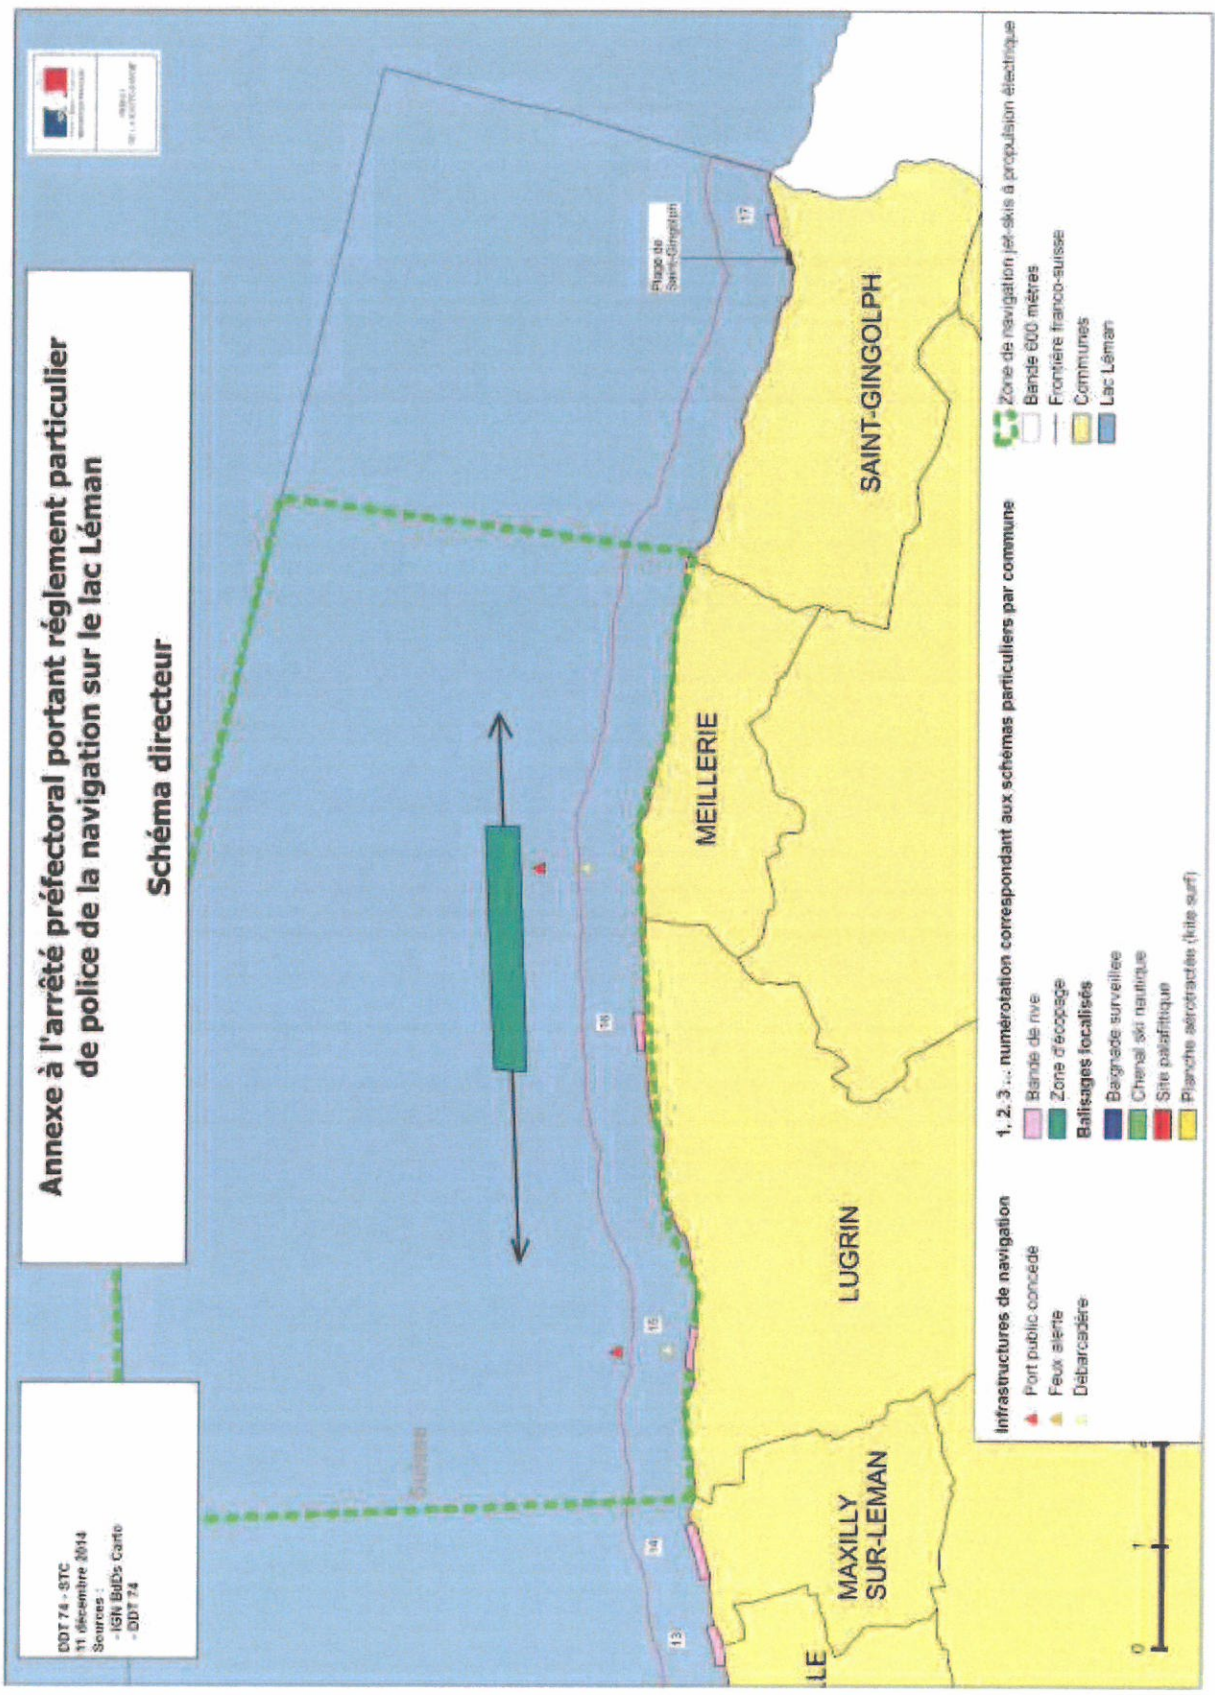 Annexe à l'arrêté préfectoral portant réglement particulier
de police de la navigation sur le lac Léman
Schéma directeur
DDT 74 - STC
11 décembre 2014
Sources :
- IGN BdDs Carto
- DDT 74
Suisse
Plage de
Saint-Gingolph
13
14
15
16
17
LLE
MAXILLY
SUR-LEMAN
LUGRIN
MEILLERIE
SAINT-GINGOLPH
0
1
2
Infrastructures de navigation
Port public concédé
Feux alerte
Débarcadère
1, 2, 3 ... numérotation correspondant aux schémas particuliers par commune
Bande de rive
Zone d'écopage
Balisages localisés
Baignade surveillée
Chenal ski nautique
Site palafittique
Planche aérotractée (kite surf)
Zone de navigation jet-skis à propulsion électrique
Bande 600 mètres
Frontière franco-suisse
Communes
Lac Léman